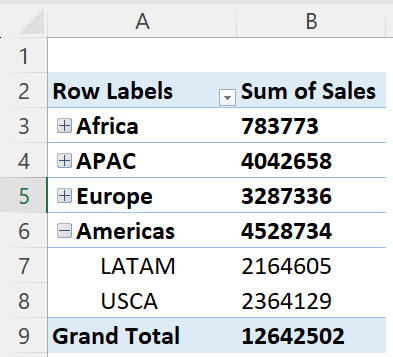 A B
1
2 Row Labels Sum of Sales
3 Africa 783773
4 APAC 4042658
5 Europe 3287336
6 Americas 4528734
7 LATAM 2164605
8 USCA 2364129
9 Grand Total 12642502